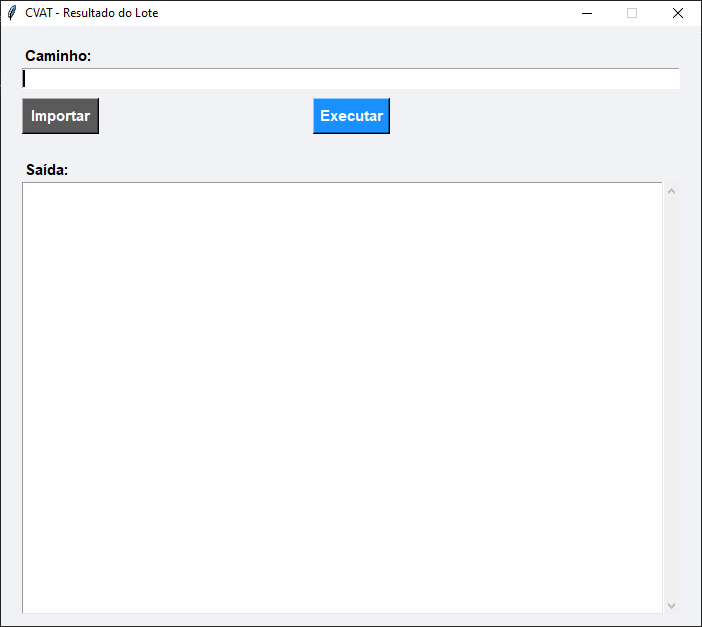 CVAT - Resultado do Lote
Caminho:
Importar
Executar
Saída: